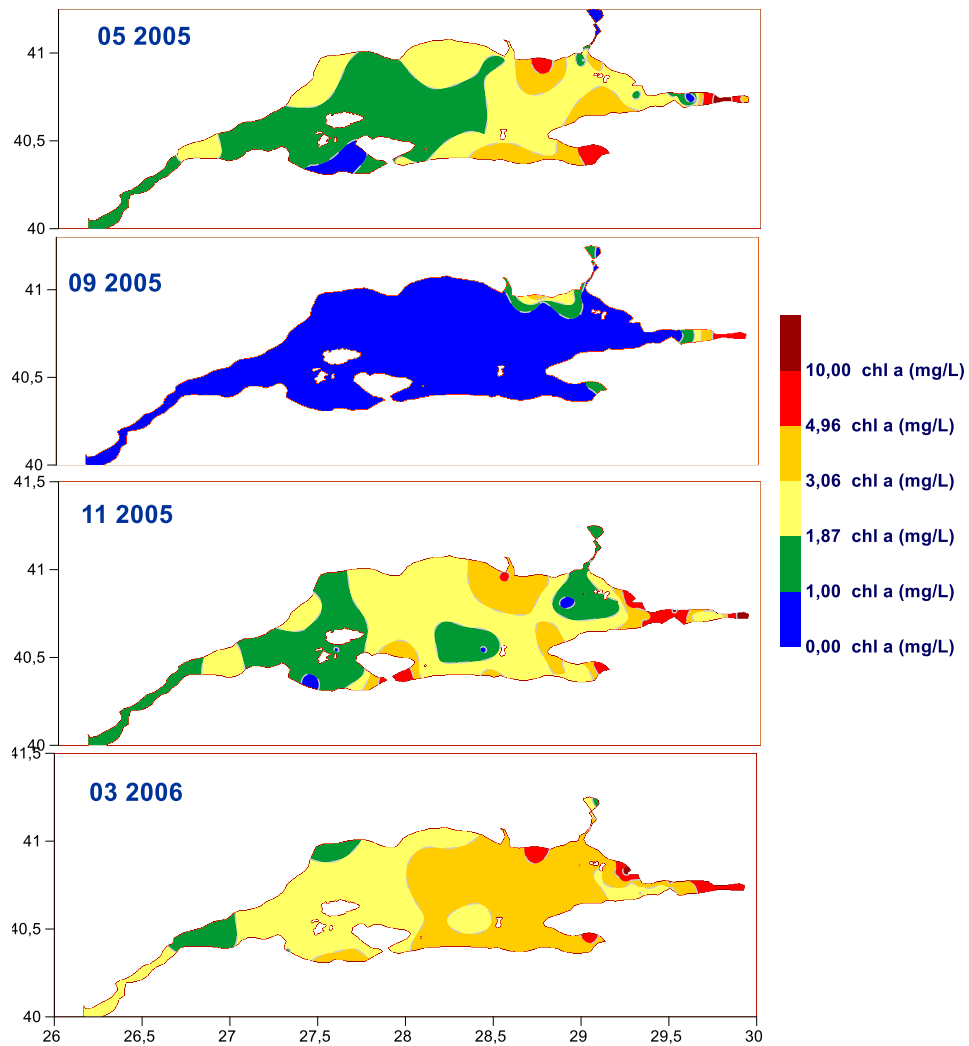 05 2005
41
40,5
40
09 2005
41
40,5
40
41,5
11 2005
41
40,5
40
41,5
03 2006
41
40,5
40
26 26,5 27 27,5 28 28,5 29 29,5 30
10,00 chl a (mg/L)
4,96 chl a (mg/L)
3,06 chl a (mg/L)
1,87 chl a (mg/L)
1,00 chl a (mg/L)
0,00 chl a (mg/L)